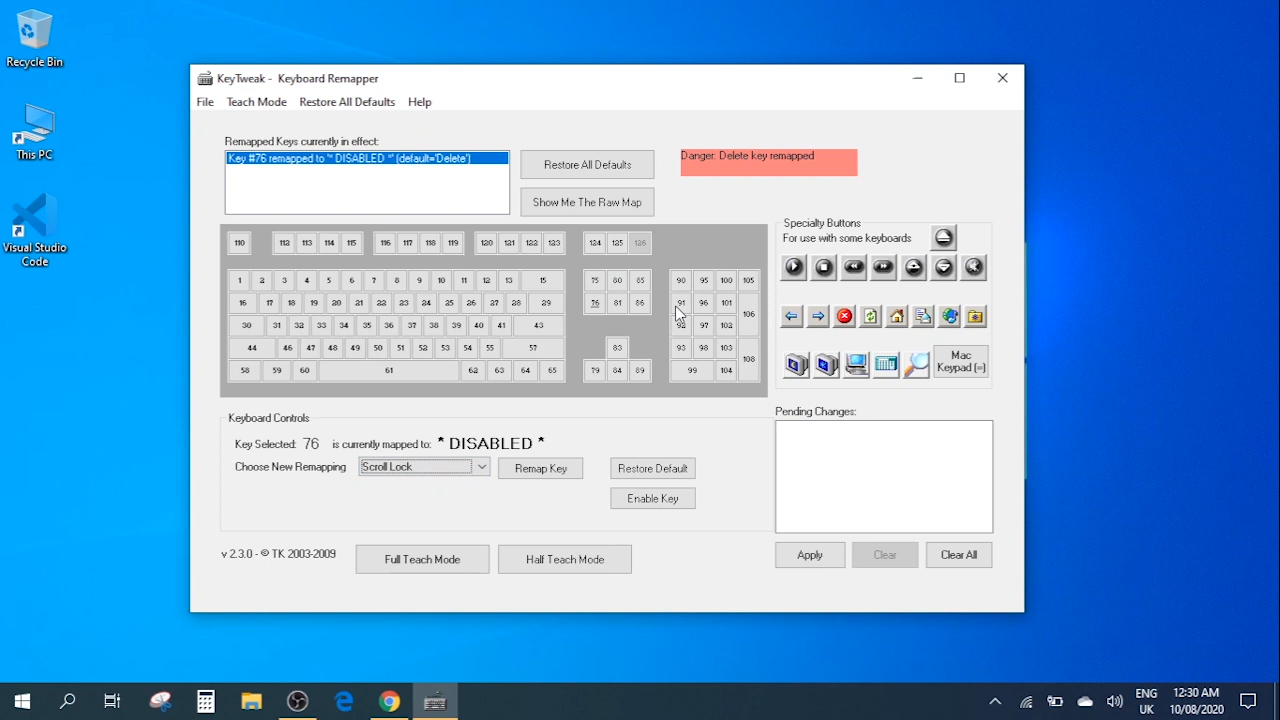 Recycle Bin
This PC
Visual Studio
Code
KeyTweak - Keyboard Remapper
File Teach Mode Restore All Defaults Help
Remapped Keys currently in effect:
Key #76 remapped to '* DISABLED *' (default='Delete')
Restore All Defaults
Show Me The Raw Map
Danger: Delete key remapped
110 112 113 114 115 116 117 118 119 120 121 122 123 124 125 126
1 2 3 4 5 6 7 8 9 10 11 12 13 15 75 80 85 90 95 100 105
16 17 18 19 20 21 22 23 24 25 26 27 28 29 76 81 86 91 96 101 106
30 31 32 33 34 35 36 37 38 39 40 41 43 92 97 102
44 46 47 48 49 50 51 52 53 54 55 57 83 93 98 103 108
58 59 60 61 62 63 64 65 79 84 89 99 104
Specialty Buttons
For use with some keyboards
Mac
Keypad (=)
Keyboard Controls
Key Selected: 76 is currently mapped to: * DISABLED *
Choose New Remapping Scroll Lock Remap Key Restore Default
Enable Key
Pending Changes:
v 2.3.0 - © TK 2003-2009 Full Teach Mode Half Teach Mode
Apply Clear Clear All
ENG
UK
12:30 AM
10/08/2020